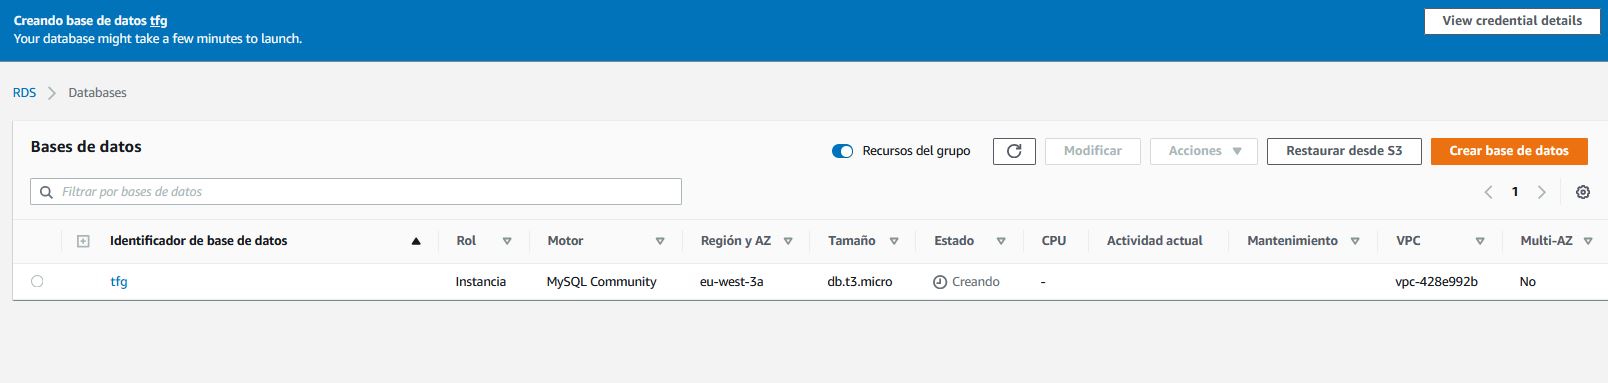 Creando base de datos tfg
Your database might take a few minutes to launch.
View credential details
RDS Databases
Bases de datos
Recursos del grupo
Modificar
Acciones
Restaurar desde S3
Crear base de datos
Filtrar por bases de datos
1
Identificador de base de datos Rol Motor Región y AZ Tamaño Estado CPU Actividad actual Mantenimiento VPC Multi-AZ
tfg Instancia MySQL Community eu-west-3a db.t3.micro Creando - vpc-428e992b No